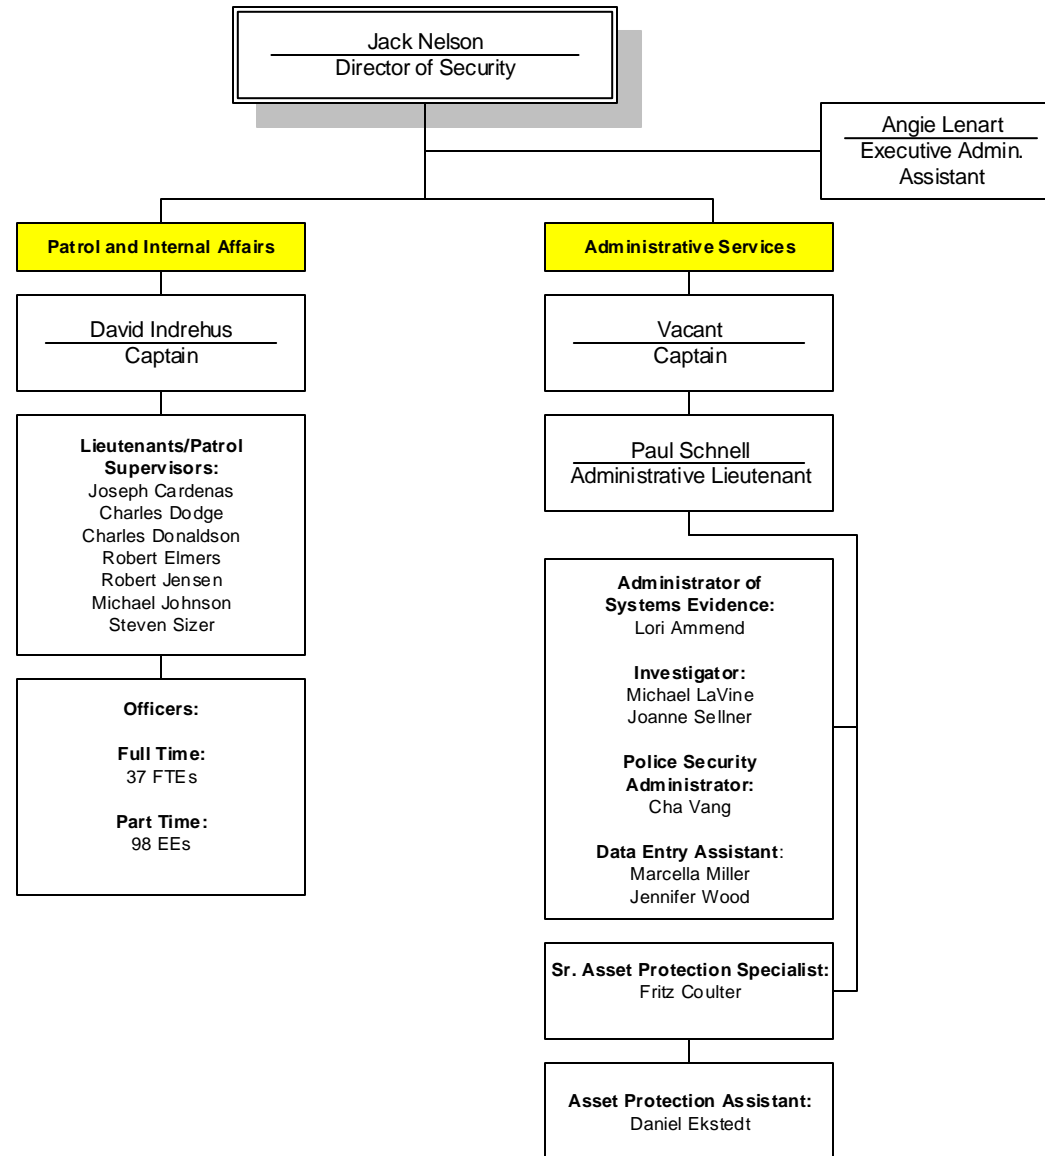 Jack Nelson
Director of Security
Angie Lenart
Executive Admin.
Assistant
Patrol and Internal Affairs
David Indrehus
Captain
Lieutenants/Patrol
Supervisors:
Joseph Cardenas
Charles Dodge
Charles Donaldson
Robert Elmers
Robert Jensen
Michael Johnson
Steven Sizer
Officers:
Full Time:
37 FTEs
Part Time:
98 EEs
Administrative Services
Vacant
Captain
Paul Schnell
Administrative Lieutenant
Administrator of
Systems Evidence:
Lori Ammend
Investigator:
Michael LaVine
Joanne Sellner
Police Security
Administrator:
Cha Vang
Data Entry Assistant:
Marcella Miller
Jennifer Wood
Sr. Asset Protection Specialist:
Fritz Coulter
Asset Protection Assistant:
Daniel Ekstedt